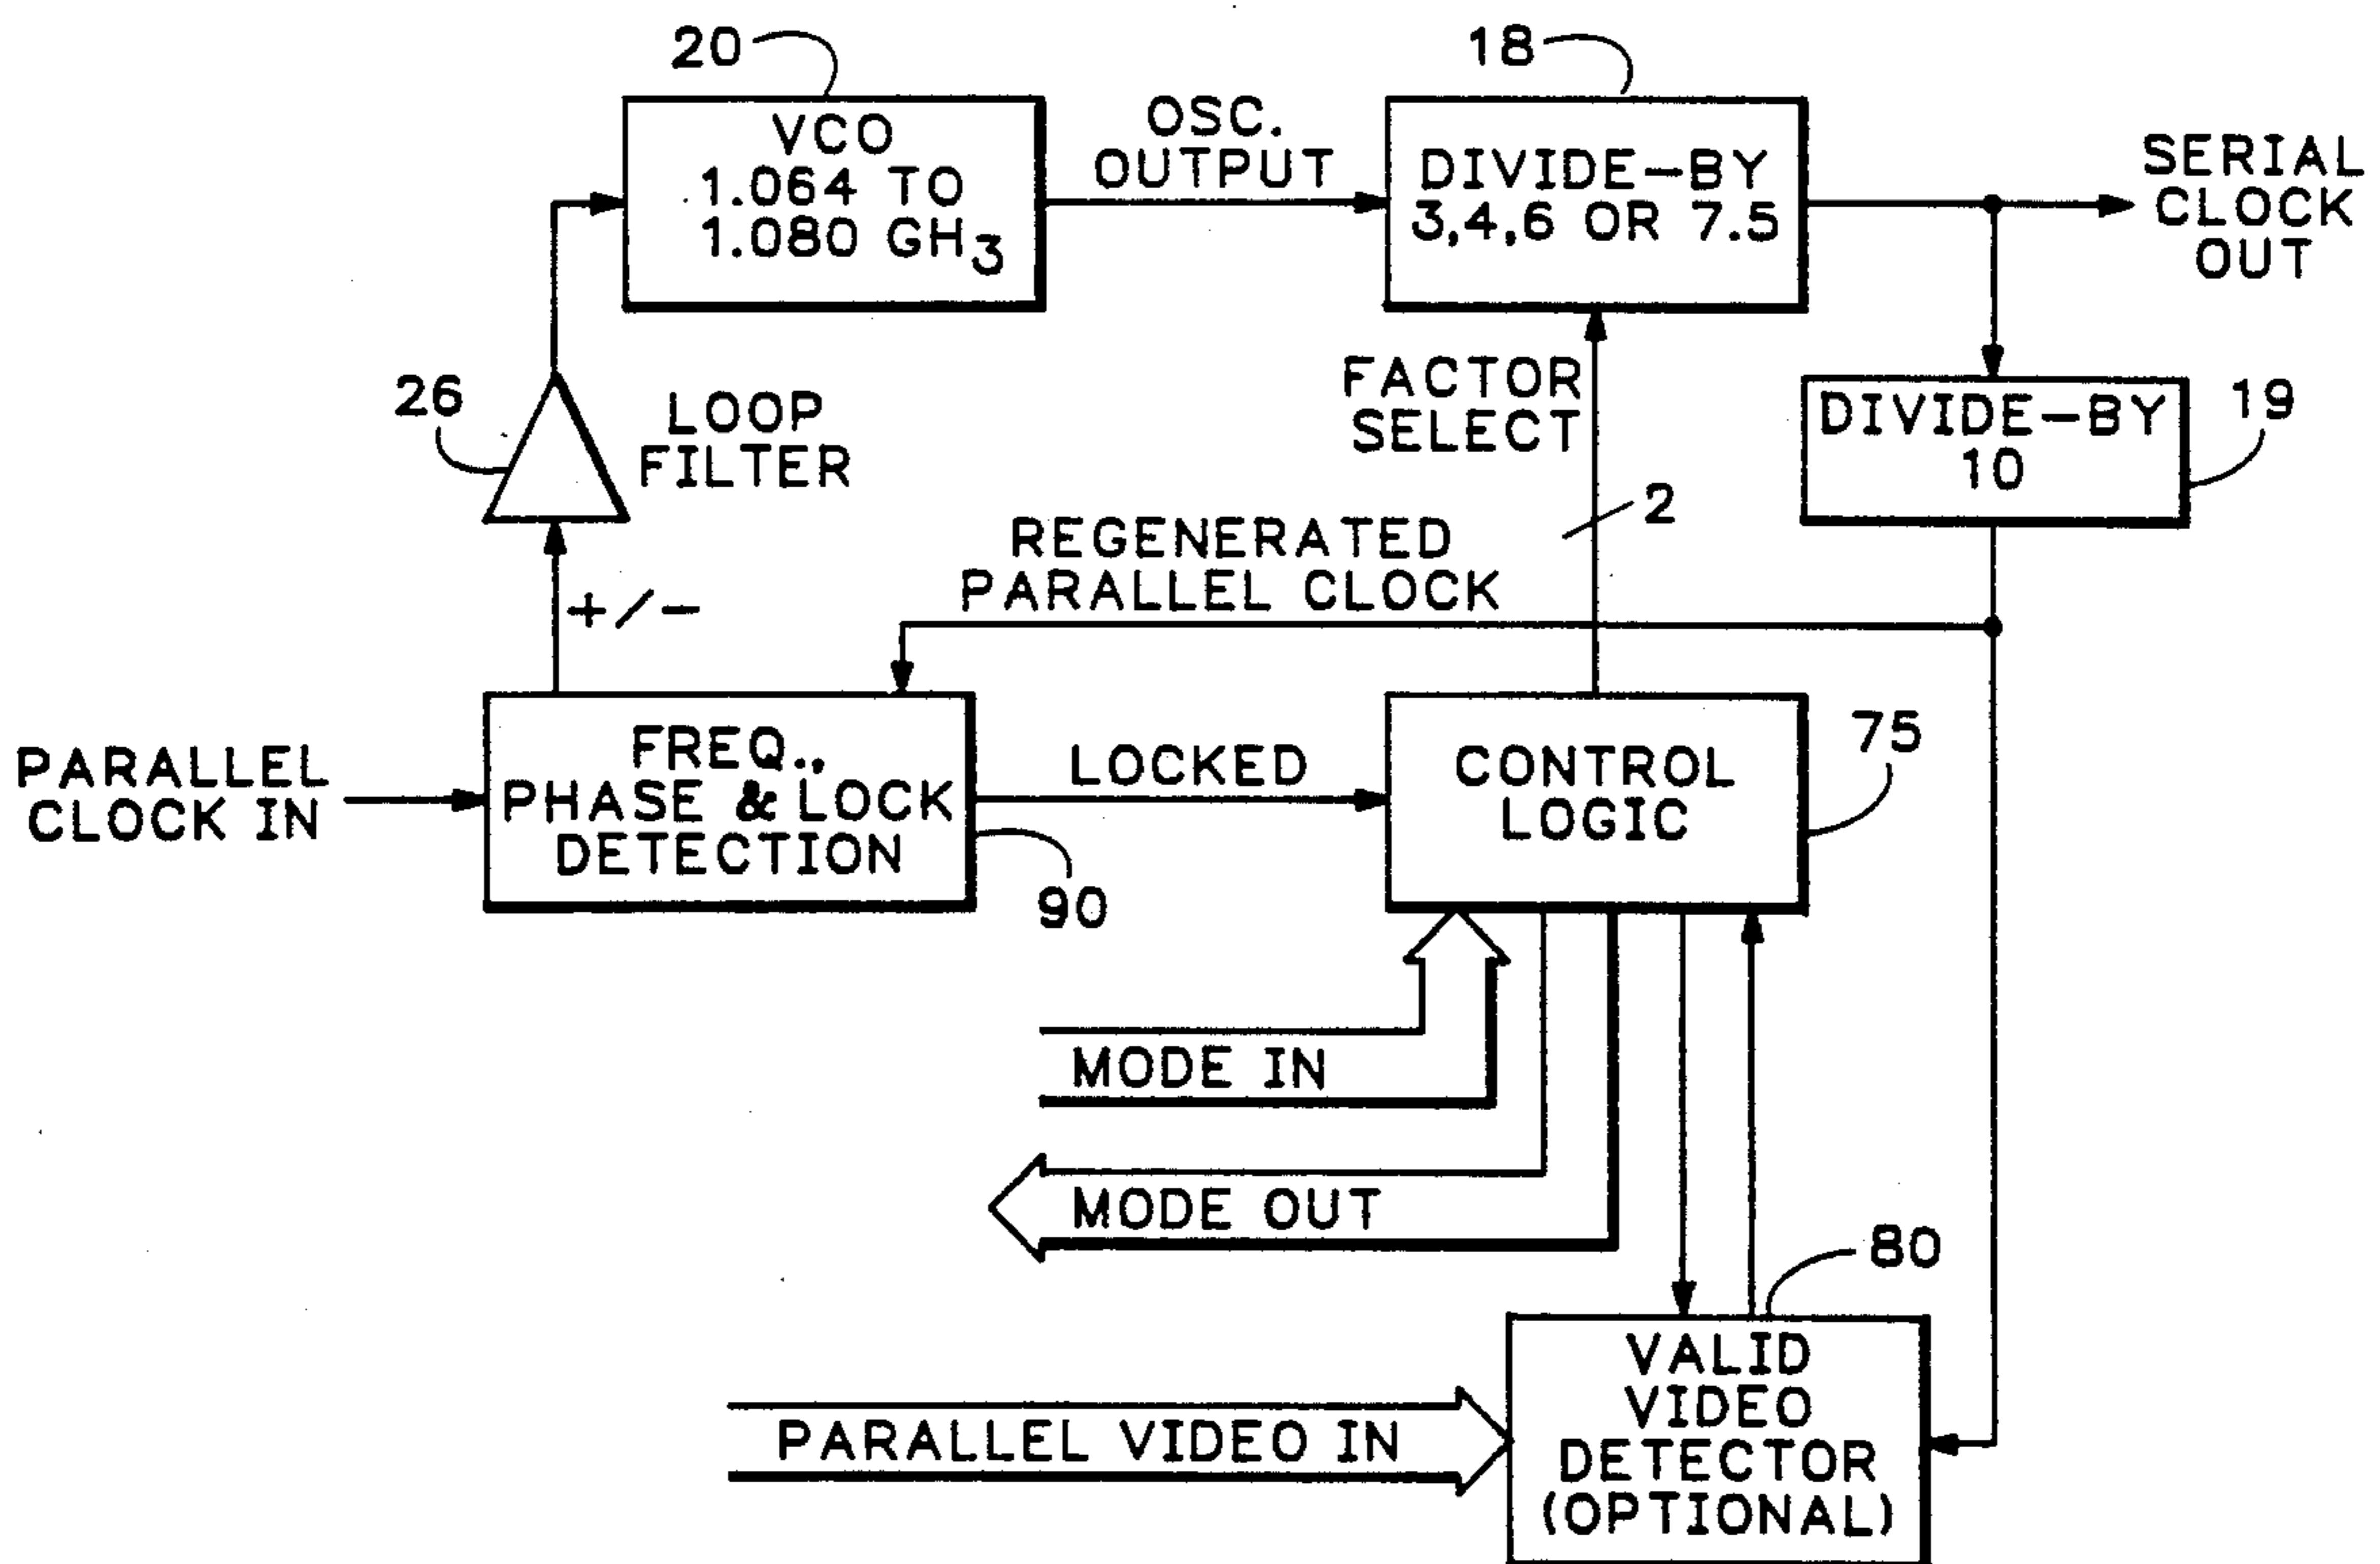 20
VCO
1.064 TO
1.080 GH3
OSC.
OUTPUT
18
DIVIDE-BY
3,4,6 OR 7.5
SERIAL
CLOCK
OUT
26
LOOP
FILTER
FACTOR
SELECT
DIVIDE-BY
10
19
2
REGENERATED
PARALLEL CLOCK
+/-
PARALLEL
CLOCK IN
FREQ.,
PHASE & LOCK
DETECTION
90
LOCKED
CONTROL
LOGIC
75
MODE IN
MODE OUT
80
PARALLEL VIDEO IN
VALID
VIDEO
DETECTOR
(OPTIONAL)